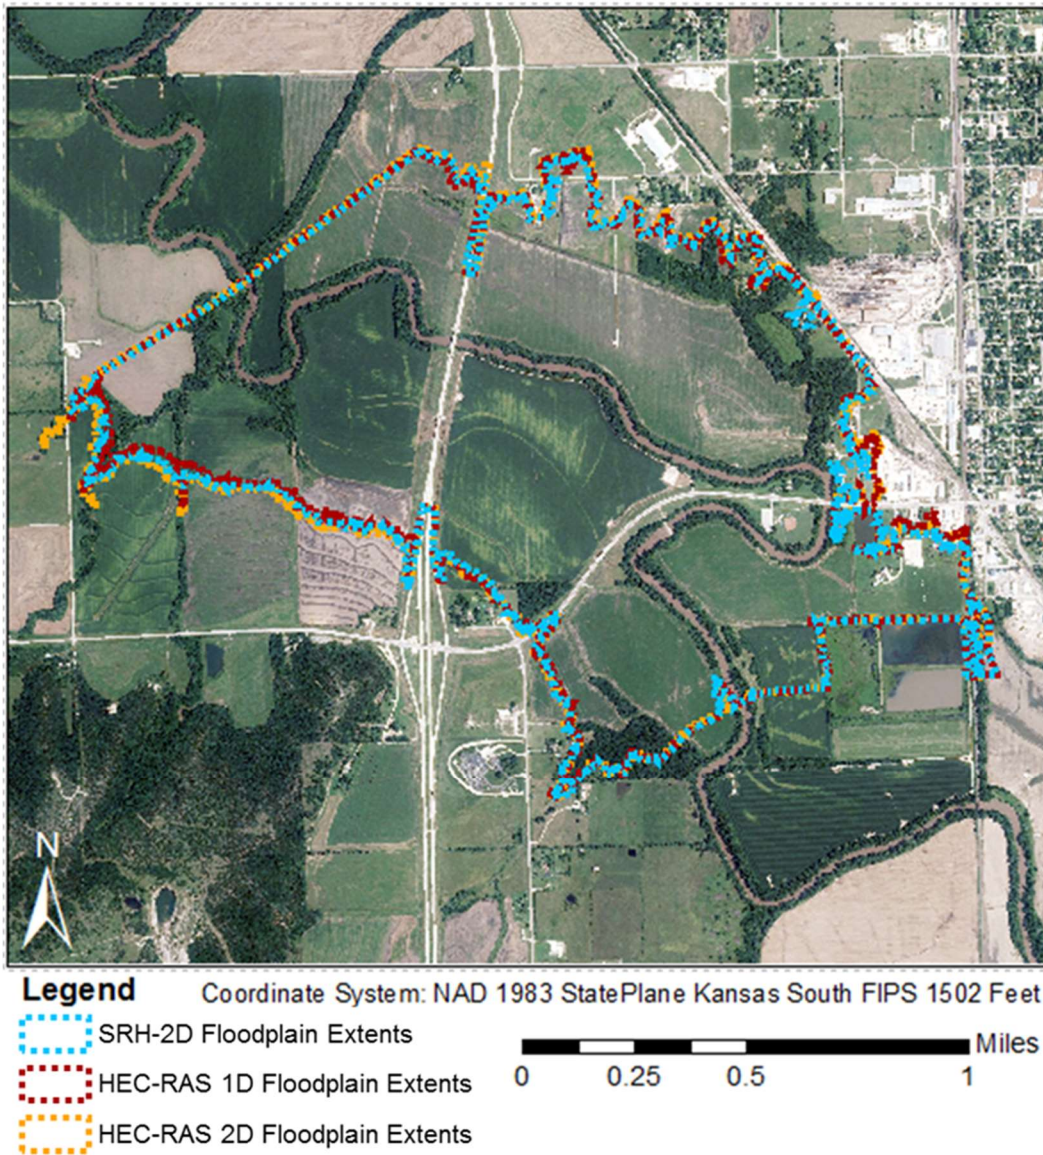 N
Legend
Coordinate System: NAD 1983 StatePlane Kansas South FIPS 1502 Feet
SRH-2D Floodplain Extents
HEC-RAS 1D Floodplain Extents
HEC-RAS 2D Floodplain Extents
Miles
0 0.25 0.5 1